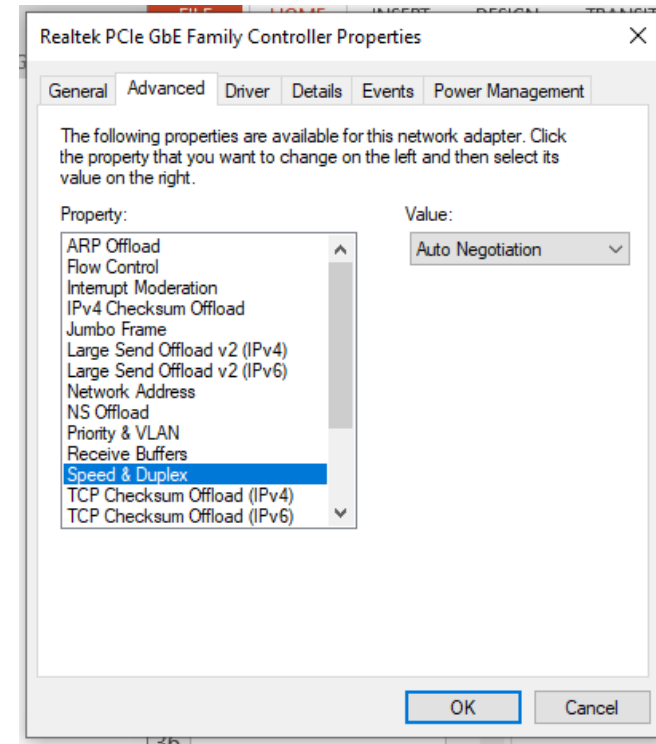 FILE HOME INSERT DESIGN
Realtek PCIe GbE Family Controller Properties
General Advanced Driver Details Events Power Management
The following properties are available for this network adapter. Click
the property that you want to change on the left and then select its
value on the right.
Property:
Value:
ARP Offload
Auto Negotiation
Flow Control
Interrupt Moderation
IPv4 Checksum Offload
Jumbo Frame
Large Send Offload v2 (IPv4)
Large Send Offload v2 (IPv6)
Network Address
NS Offload
Priority & VLAN
Receive Buffers
Speed & Duplex
TCP Checksum Offload (IPv4)
TCP Checksum Offload (IPv6)
OK Cancel